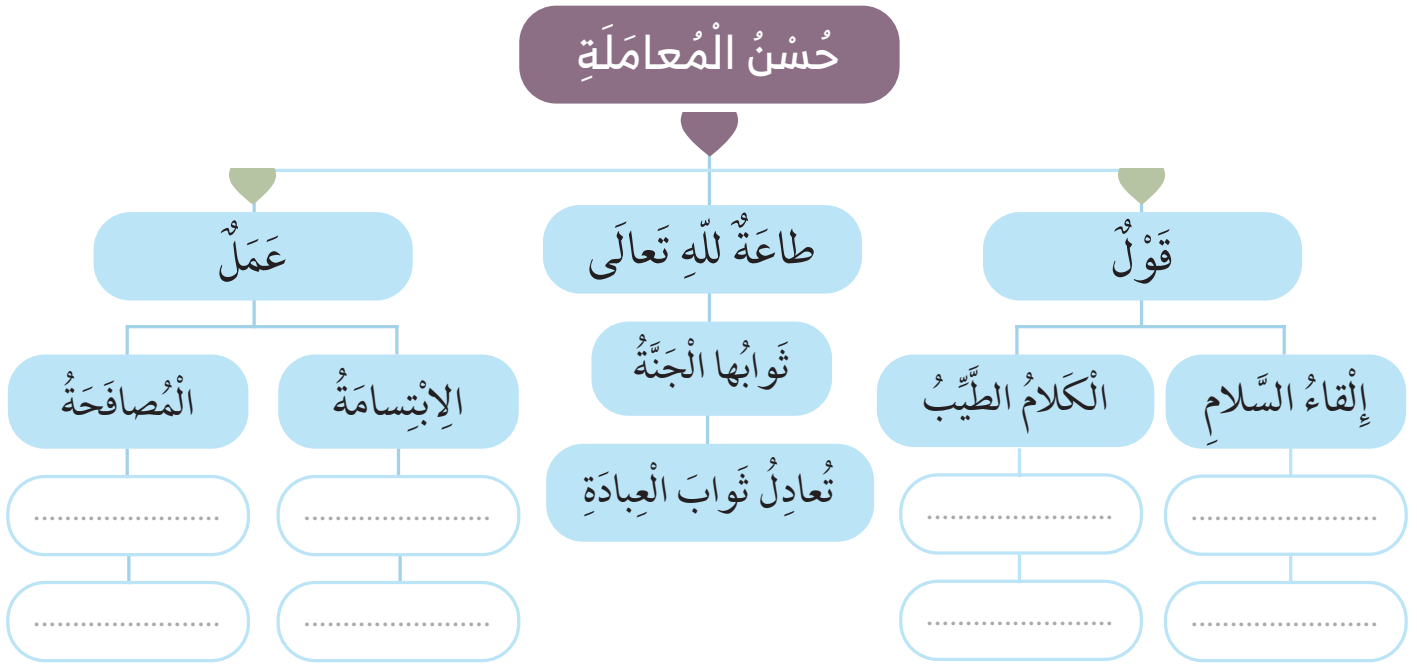 حُسْنُ الْمُعامَلَةِ
قَوْلٌ
طاعَةٌ للّهِ تَعالَى
عَمَلٌ
إِلْقاءُ السَّلامِ
الْكَلامُ الطَّيِّبُ
ثَوابُها الْجَنَّةُ
الِابْتِسامَةُ
الْمُصافَحَةُ
تُعادِلُ ثَوابَ الْعِبادَةِ